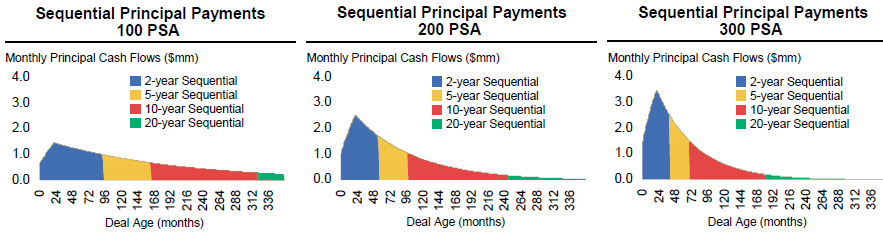 Sequential Principal Payments
100 PSA
Monthly Principal Cash Flows ($mm)
4.0
3.0
2.0
1.0
0.0
2-year Sequential
5-year Sequential
10-year Sequential
20-year Sequential
0 24 48 72 96 120 144 168 192 216 240 264 288 312 336
Deal Age (months)
Sequential Principal Payments
200 PSA
Monthly Principal Cash Flows ($mm)
4.0
3.0
2.0
1.0
0.0
2-year Sequential
5-year Sequential
10-year Sequential
20-year Sequential
0 24 48 72 96 120 144 168 192 216 240 264 288 312 336
Deal Age (months)
Sequential Principal Payments
300 PSA
Monthly Principal Cash Flows ($mm)
4.0
3.0
2.0
1.0
0.0
2-year Sequential
5-year Sequential
10-year Sequential
20-year Sequential
0 24 48 72 96 120 144 168 192 216 240 264 288 312 336
Deal Age (months)